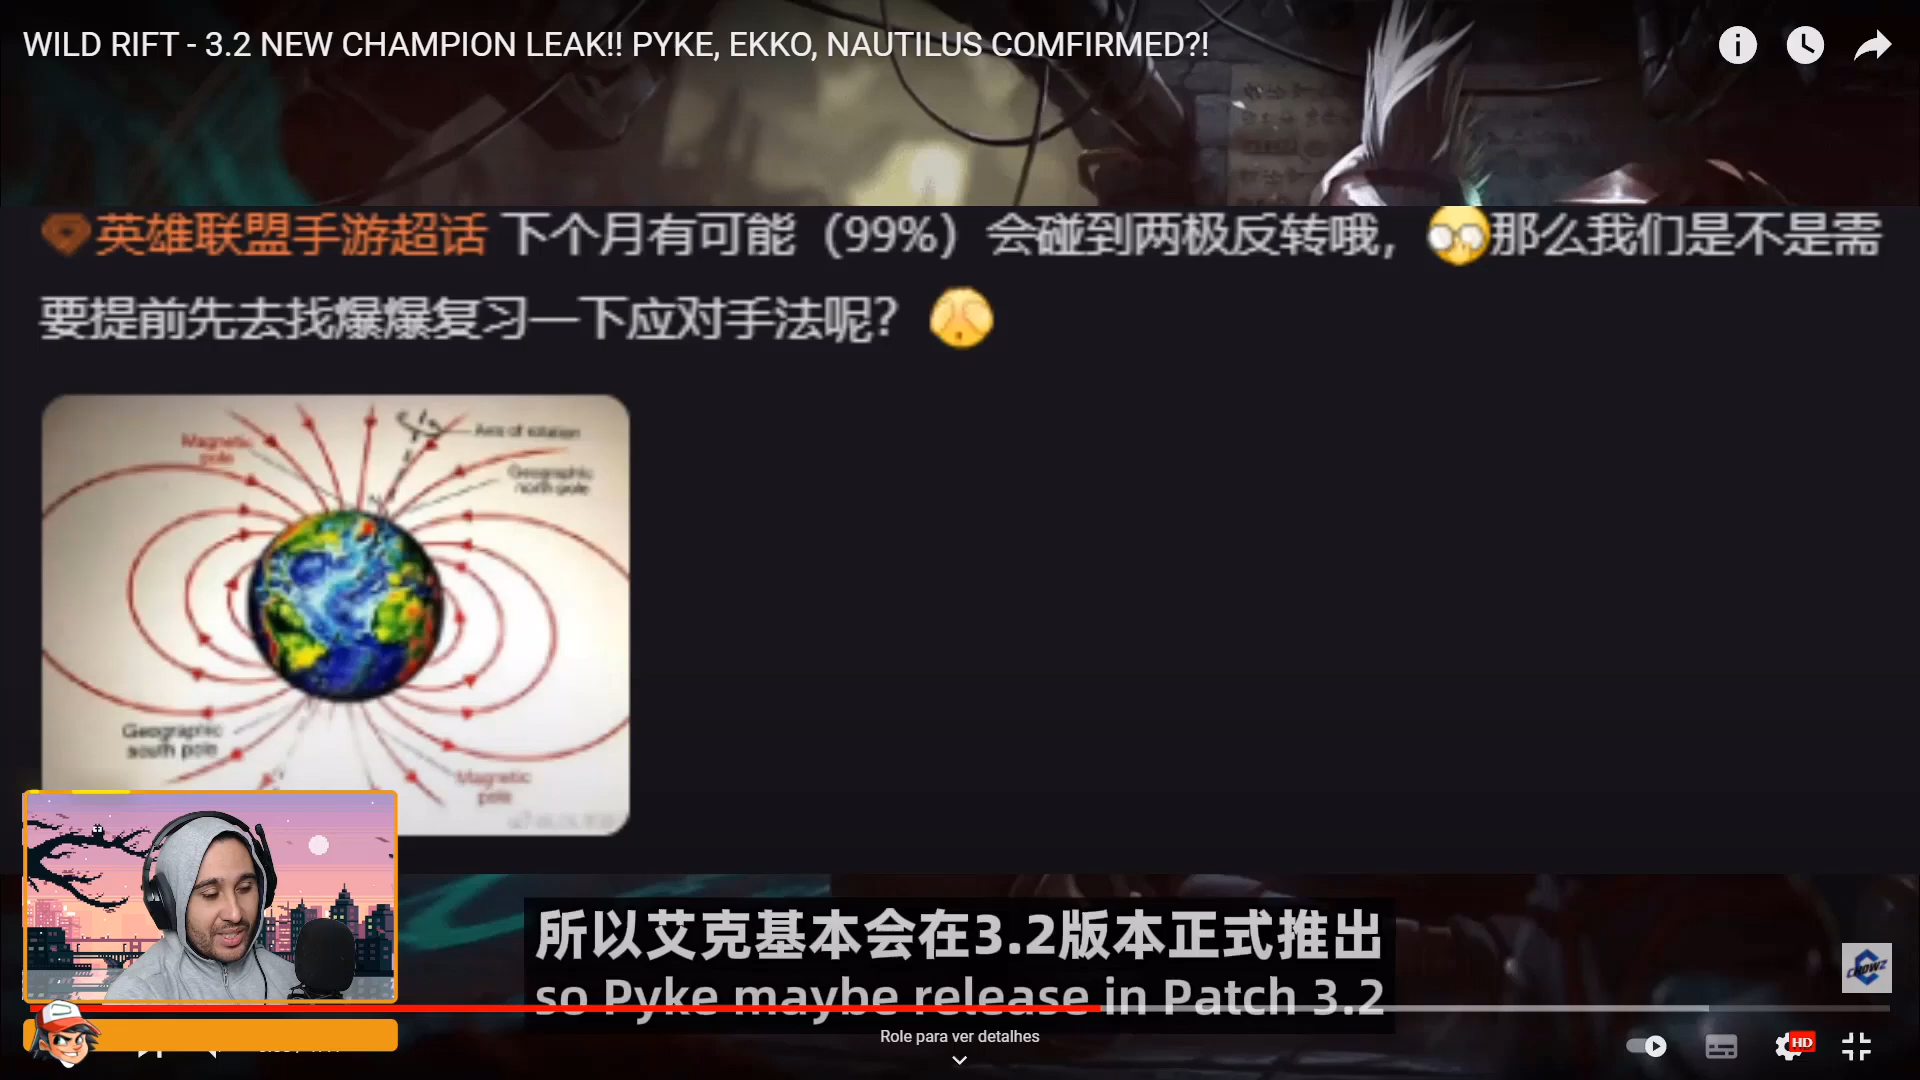 WILD RIFT - 3.2 NEW CHAMPION LEAK!! PYKE, EKKO, NAUTILUS COMFIRMED?!
英雄联盟手游超话 下个月有可能（99%）会碰到两极反转哦，那么我们是不是需
要提前先去找爆爆复习一下应对手法呢？
Axis of rotation
Magnetic
pole
Geographic
north pole
N
Geographic
south pole
Magnetic
pole
所以艾克基本会在3.2版本正式推出
so Pyke maybe release in Patch 3.2
CHOWZ
Role para ver detalhes
HD